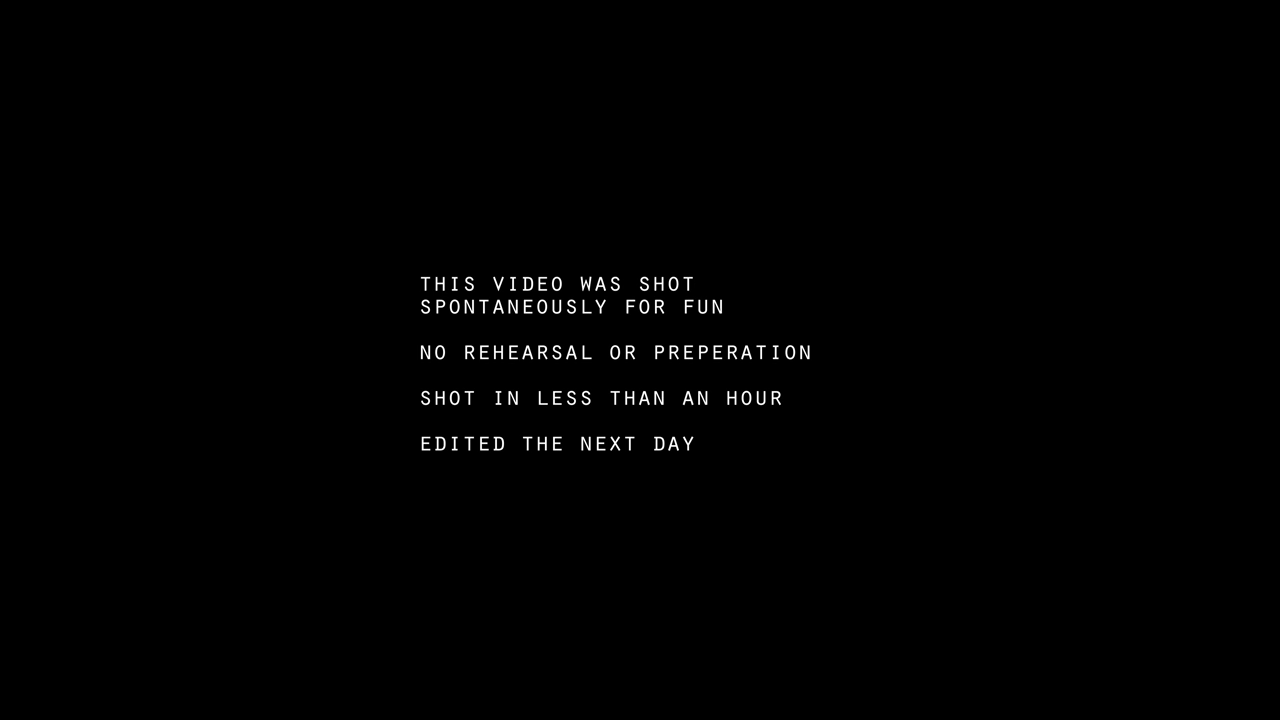 THIS VIDEO WAS SHOT
SPONTANEOUSLY FOR FUN
NO REHEARSAL OR PREPERATION
SHOT IN LESS THAN AN HOUR
EDITED THE NEXT DAY